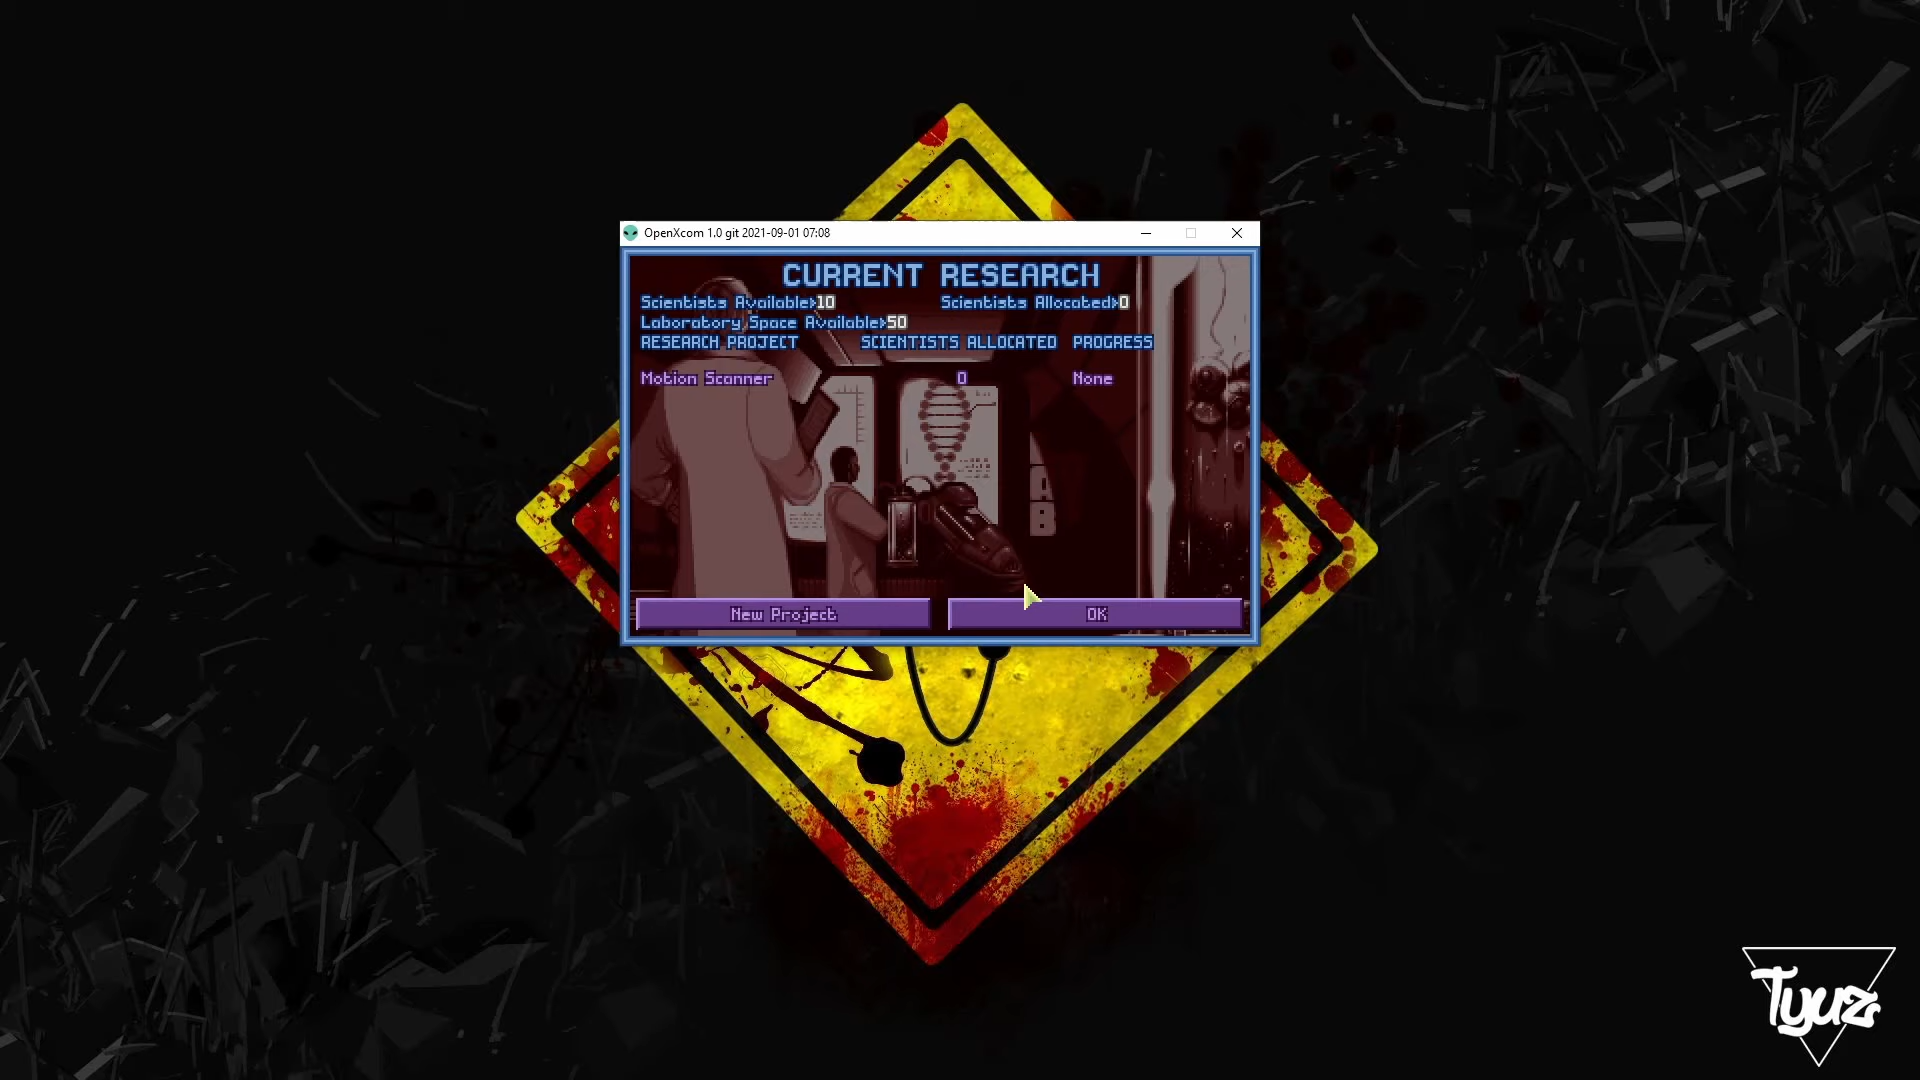 OpenXcom 1.0 git 2021-09-01 07:08
CURRENT RESEARCH
Scientists Available>10 Scientists Allocated>0
Laboratory Space Available>50
RESEARCH PROJECT SCIENTISTS ALLOCATED PROGRESS
Motion Scanner 0 None
New Project OK
Tyuz